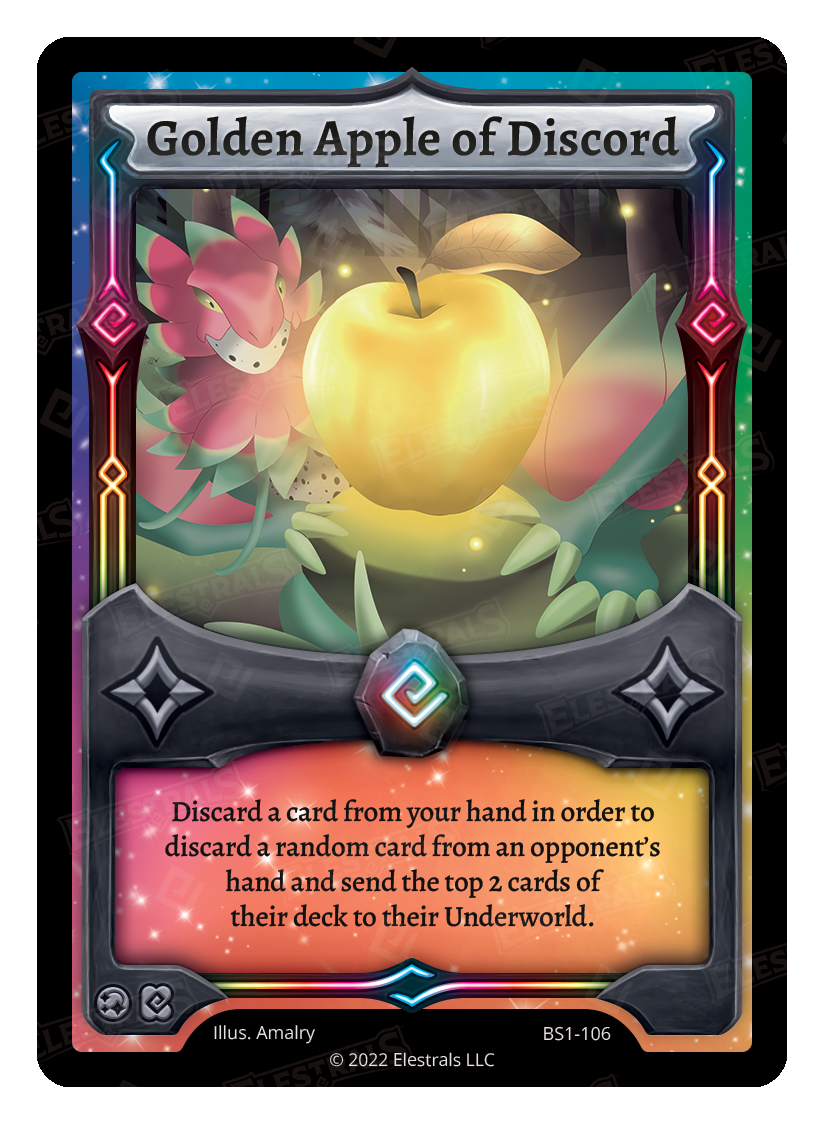 Golden Apple of Discord
Discard a card from your hand in order to
discard a random card from an opponent's
hand and send the top 2 cards of
their deck to their Underworld.
Illus. Amalry
BS1-106
© 2022 Elestrals LLC